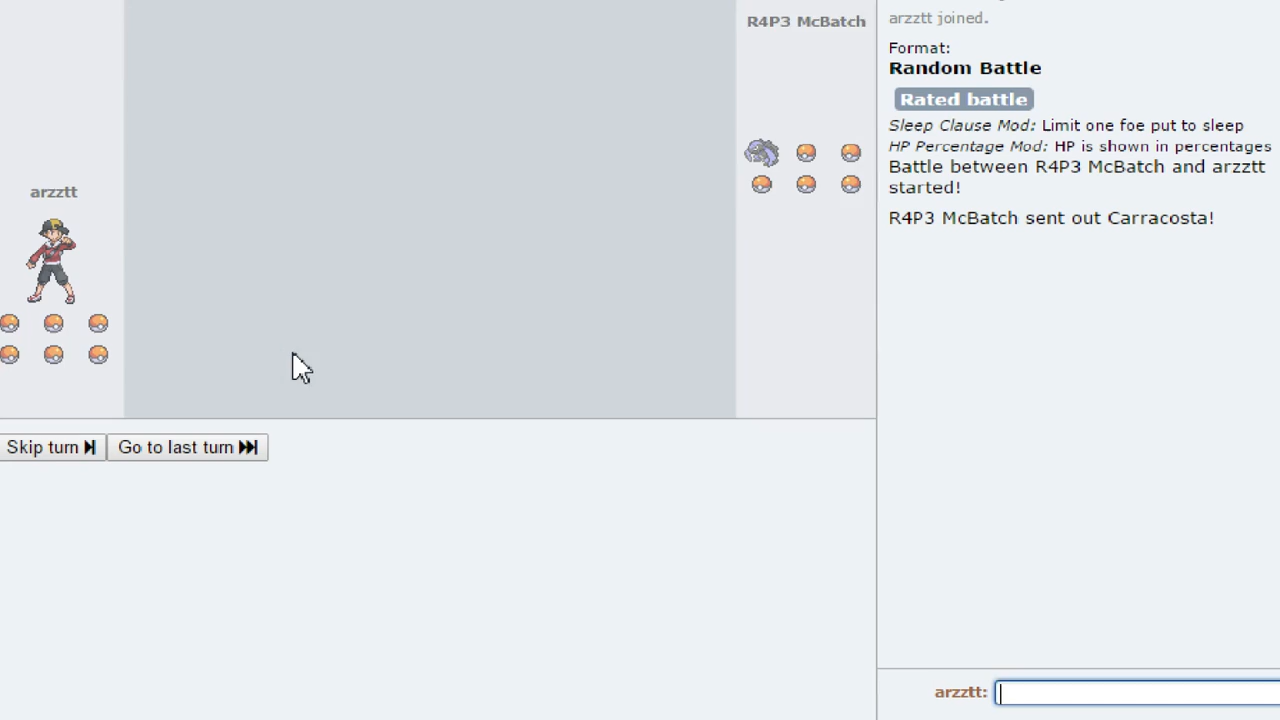 R4P3 McBatch
arzztt
Skip turn
Go to last turn
arzztt joined.
Format:
Random Battle
Rated battle
Sleep Clause Mod: Limit one foe put to sleep
HP Percentage Mod: HP is shown in percentages
Battle between R4P3 McBatch and arzztt
started!
R4P3 McBatch sent out Carracosta!
arzztt: